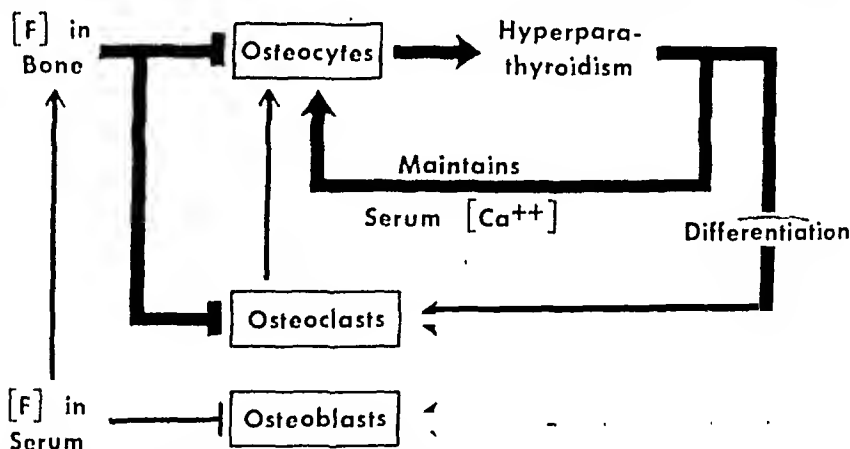 [F] in
Bone
Osteocytes
Hyperpara-
thyroidism
Maintains
Serum [Ca++]
Differentiation
Osteoclasts
[F] in
Serum
Osteoblasts